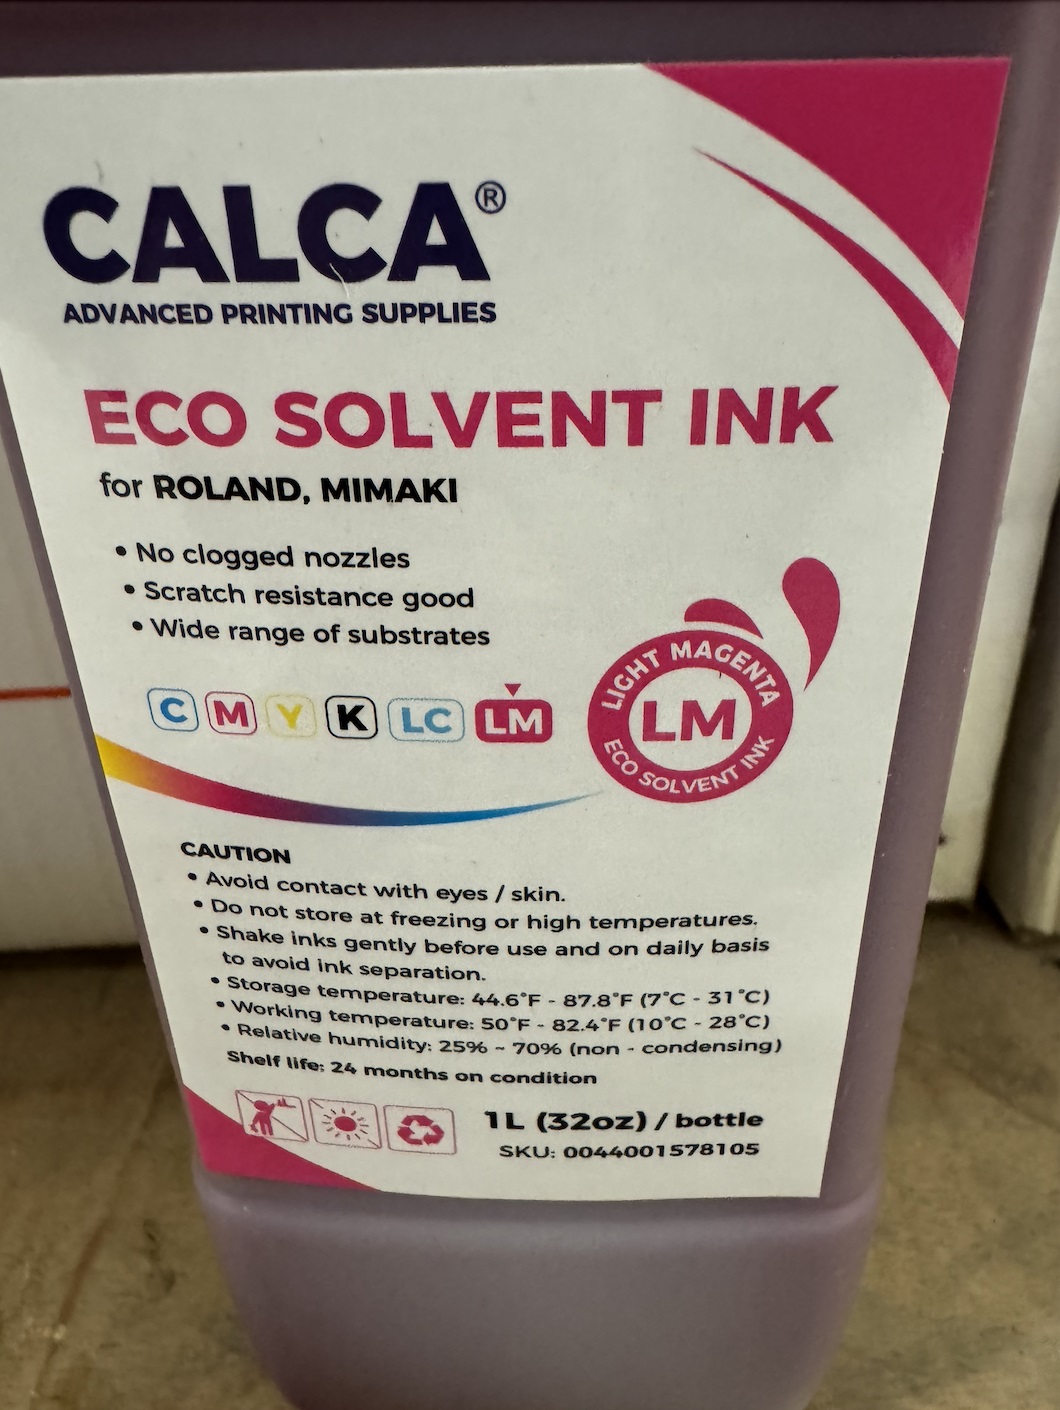 CALCA®
ADVANCED PRINTING SUPPLIES
ECO SOLVENT INK
for ROLAND, MIMAKI
• No clogged nozzles
• Scratch resistance good
• Wide range of substrates
C M Y K LC LM
LIGHT MAGENTA
LM
ECO SOLVENT INK
CAUTION
• Avoid contact with eyes / skin.
• Do not store at freezing or high temperatures.
• Shake inks gently before use and on daily basis
to avoid ink separation.
• Storage temperature: 44.6°F - 87.8°F (7°C - 31°C)
• Working temperature: 50°F - 82.4°F (10°C - 28°C)
• Relative humidity: 25% ~ 70% (non - condensing)
Shelf life: 24 months on condition
1L (32oz) / bottle
SKU: 0044001578105